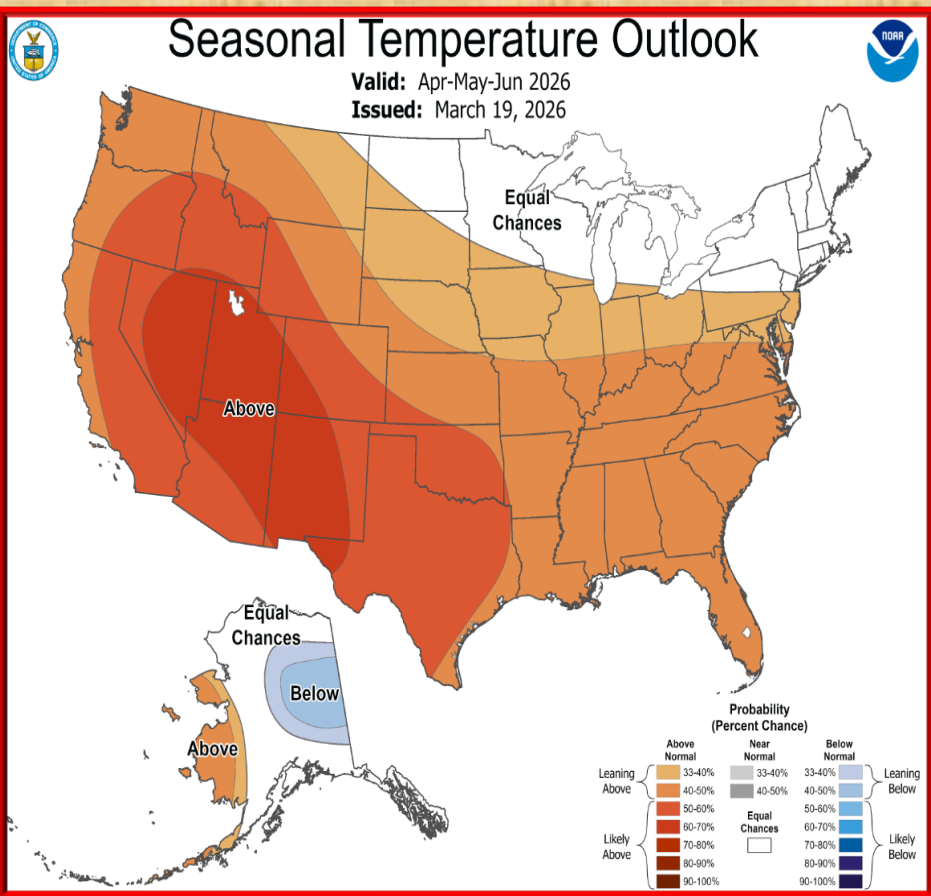 Seasonal Temperature Outlook
Valid: Apr-May-Jun 2026
Issued: March 19, 2026
NOAA
Equal
Chances
Above
Equal
Chances
Below
Above
Probability
(Percent Chance)
Above
Normal
Near
Normal
Below
Normal
Leaning
Above
33-40%
40-50%
33-40%
40-50%
33-40%
40-50%
Leaning
Below
Likely
Above
50-60%
60-70%
70-80%
80-90%
90-100%
Equal
Chances
50-60%
60-70%
70-80%
80-90%
90-100%
Likely
Below